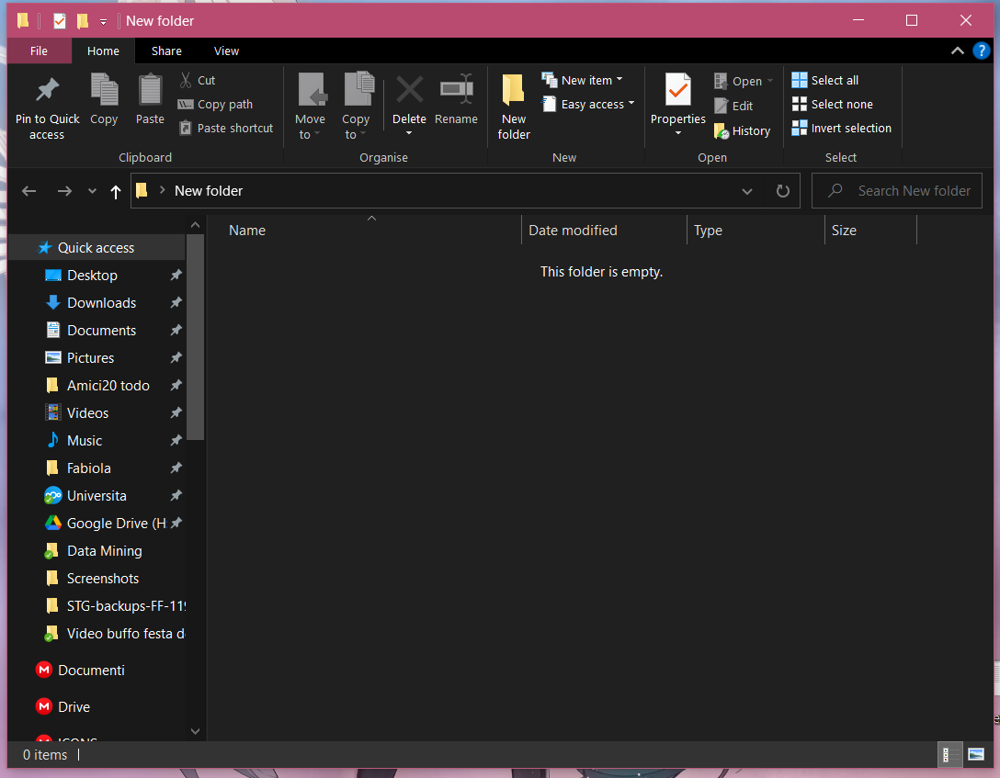 New folder
File Home Share View
Pin to Quick access
Copy
Paste
Cut
Copy path
Paste shortcut
Clipboard
Move to
Copy to
Delete
Rename
Organise
New folder
New item
Easy access
New
Properties
Open
Edit
History
Open
Select all
Select none
Invert selection
Select
New folder
Search New folder
Name Date modified Type Size
This folder is empty.
Quick access
Desktop
Downloads
Documents
Pictures
Amici20 todo
Videos
Music
Fabiola
Universita
Google Drive (H
Data Mining
Screenshots
STG-backups-FF-119
Video buffo festa d
Documenti
Drive
ICONS
0 items